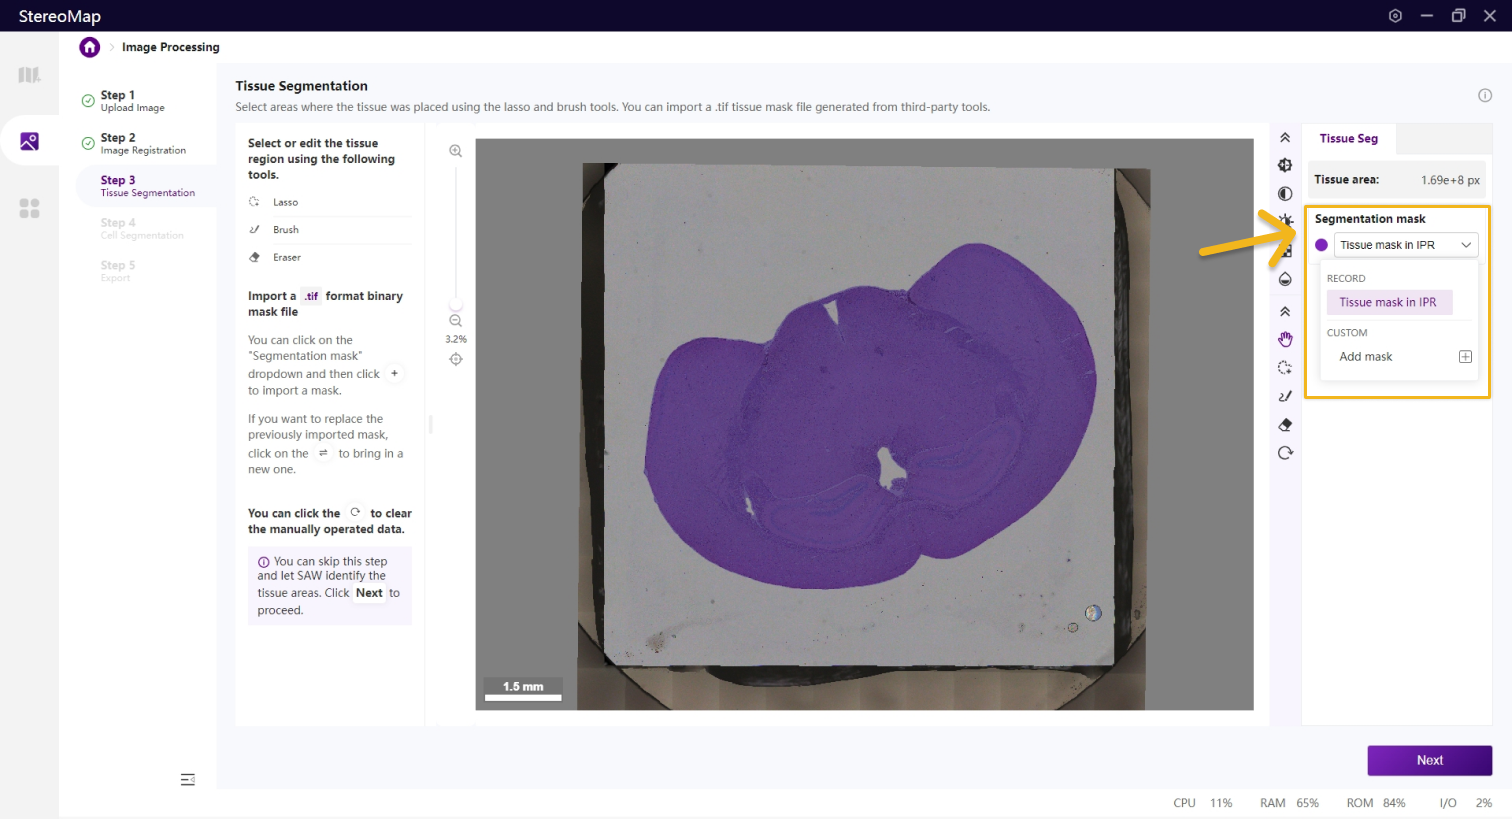 StereoMap
Image Processing
Step 1
Upload Image
Step 2
Image Registration
Step 3
Tissue Segmentation
Step 4
Cell Segmentation
Step 5
Export
Tissue Segmentation
Select areas where the tissue was placed using the lasso and brush tools. You can import a .tif tissue mask file generated from third-party tools.
Select or edit the tissue
region using the following
tools.
Lasso
Brush
Eraser
Import a .tif format binary
mask file
You can click on the
"Segmentation mask"
dropdown and then click +
to import a mask.
If you want to replace the
previously imported mask,
click on the ⇌ to bring in a
new one.
You can click the ⟳ to clear
the manually operated data.
You can skip this step
and let SAW identify the
tissue areas. Click Next to
proceed.
3.2%
1.5 mm
Tissue Seg
Tissue area: 1.69e+8 px
Segmentation mask
Tissue mask in IPR
RECORD
Tissue mask in IPR
CUSTOM
Add mask
Next
CPU 11% RAM 65% ROM 84% I/O 2%